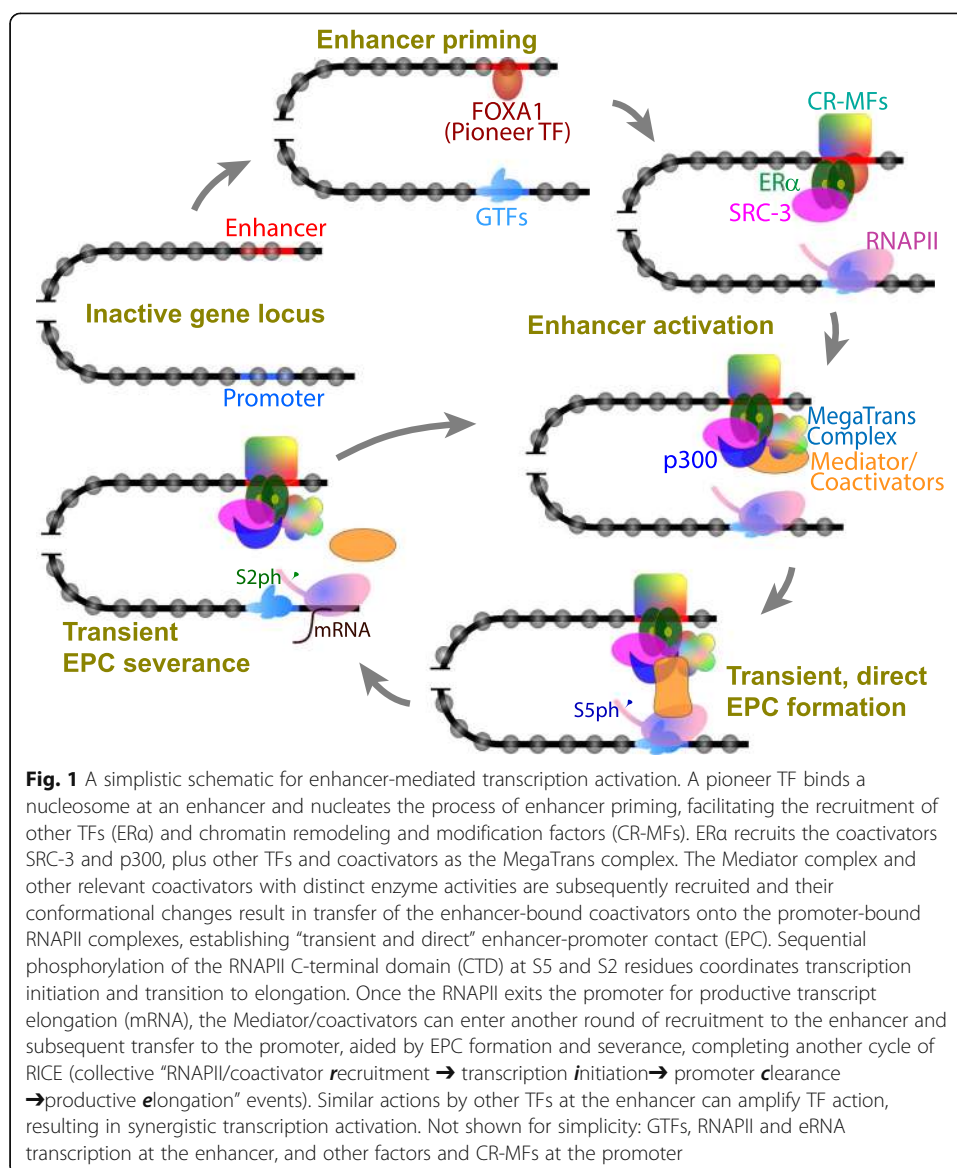 Enhancer priming
FOXA1
(Pioneer TF)
GTFs
CR-MFs
ERα
SRC-3
RNAPII
Enhancer
Inactive gene locus
Promoter
Enhancer activation
MegaTrans
Complex
p300
Mediator/
Coactivators
S2ph
mRNA
Transient
EPC severance
S5ph
Transient, direct
EPC formation
Fig. 1 A simplistic schematic for enhancer-mediated transcription activation. A pioneer TF binds a
nucleosome at an enhancer and nucleates the process of enhancer priming, facilitating the recruitment of
other TFs (ERα) and chromatin remodeling and modification factors (CR-MFs). ERα recruits the coactivators
SRC-3 and p300, plus other TFs and coactivators as the MegaTrans complex. The Mediator complex and
other relevant coactivators with distinct enzyme activities are subsequently recruited and their
conformational changes result in transfer of the enhancer-bound coactivators onto the promoter-bound
RNAPII complexes, establishing “transient and direct” enhancer-promoter contact (EPC). Sequential
phosphorylation of the RNAPII C-terminal domain (CTD) at S5 and S2 residues coordinates transcription
initiation and transition to elongation. Once the RNAPII exits the promoter for productive transcript
elongation (mRNA), the Mediator/coactivators can enter another round of recruitment to the enhancer and
subsequent transfer to the promoter, aided by EPC formation and severance, completing another cycle of
RICE (collective “RNAPII/coactivator recruitment ➔ transcription initiation➔ promoter clearance
➔productive elongation” events). Similar actions by other TFs at the enhancer can amplify TF action,
resulting in synergistic transcription activation. Not shown for simplicity: GTFs, RNAPII and eRNA
transcription at the enhancer, and other factors and CR-MFs at the promoter